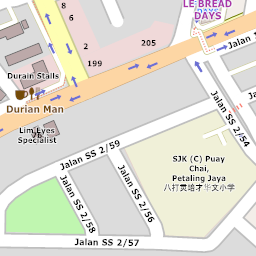 LE BREAD
DAYS
2
6
199
205
2
Jalan
Durain Stalls
Durian Man
Lim Eyes
Specialist
Jalan SS 2/59
Jalan SS 2/54
SJK (C) Puay
Chai,
Petaling Jaya
八打灵培才华文小学
Jalan SS 2/58
Jalan SS 2/56
Jalan SS 2/57